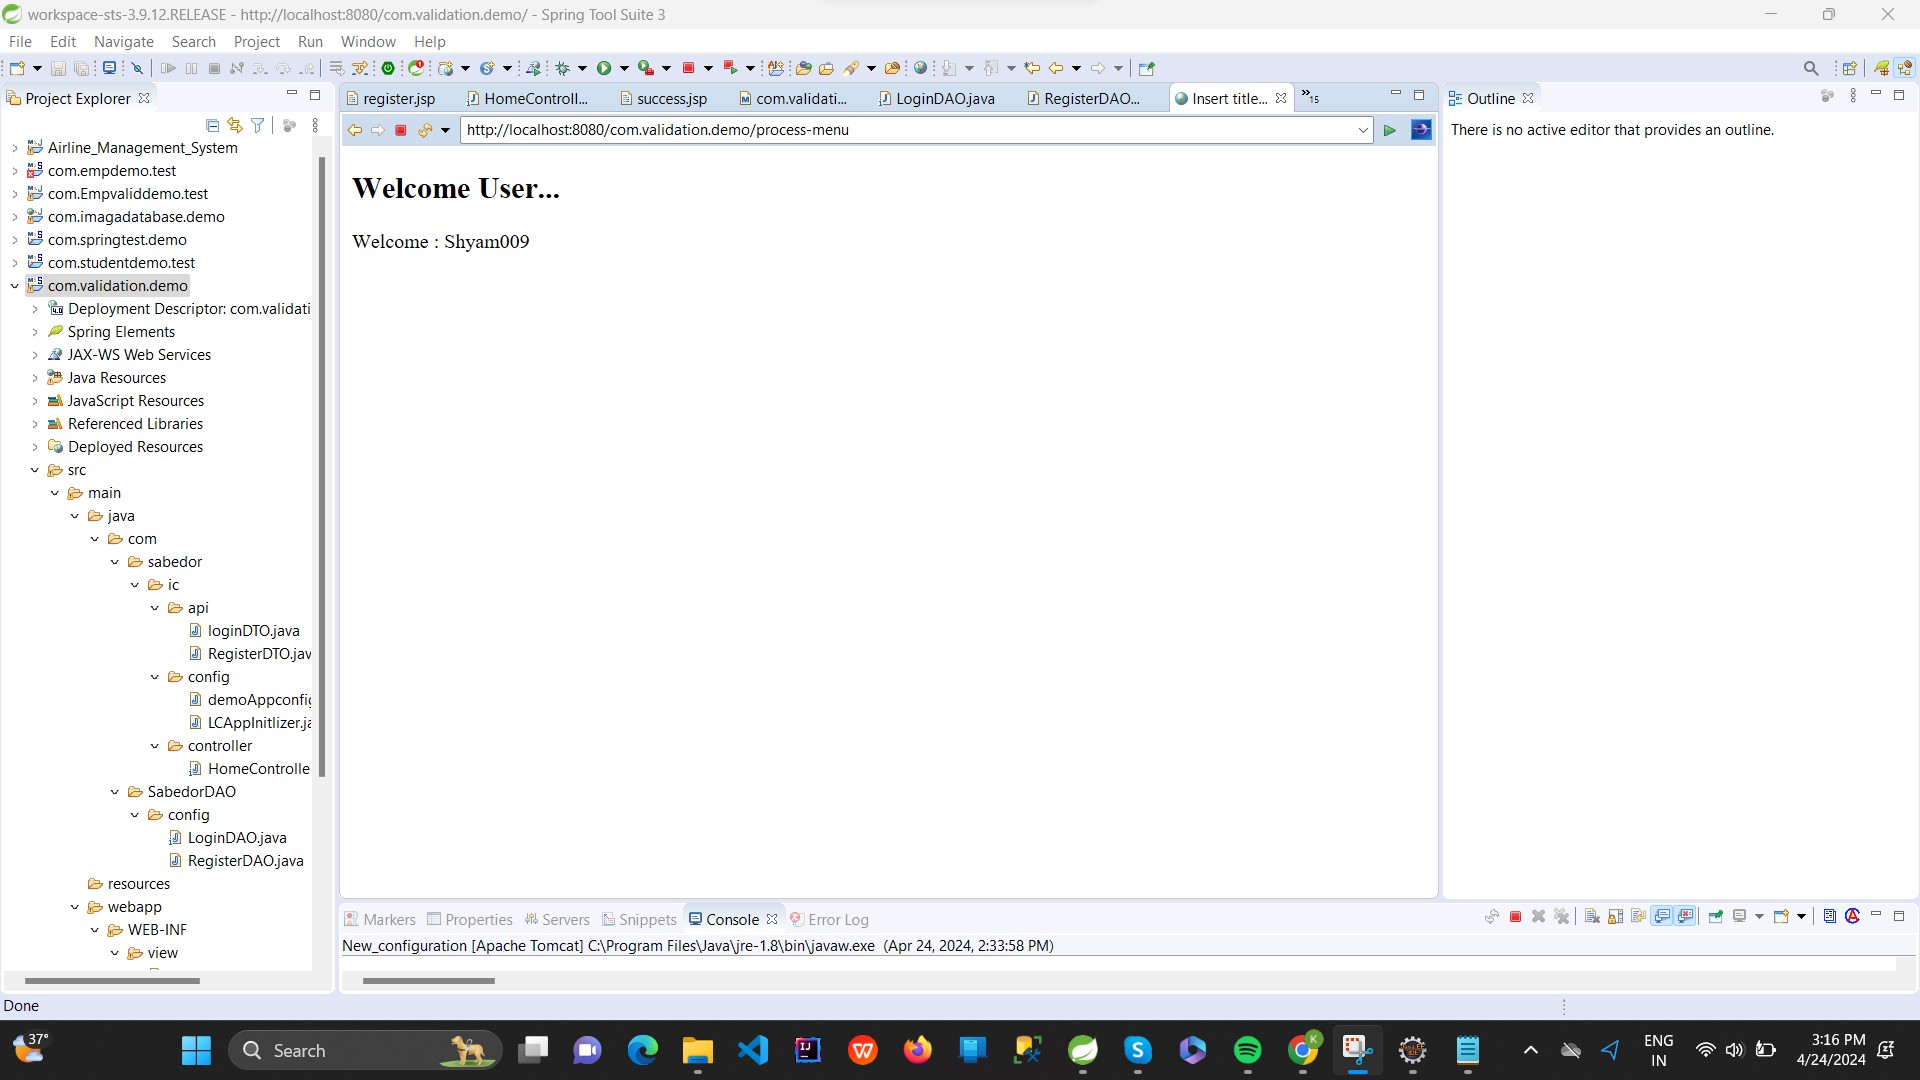 workspace-sts-3.9.12.RELEASE - http://localhost:8080/com.validation.demo/ - Spring Tool Suite 3
File Edit Navigate Search Project Run Window Help
Project Explorer
Airline_Management_System
com.empdemo.test
com.Empvaliddemo.test
com.imagadatabase.demo
com.springtest.demo
com.studentdemo.test
com.validation.demo
Deployment Descriptor: com.validati
Spring Elements
JAX-WS Web Services
Java Resources
JavaScript Resources
Referenced Libraries
Deployed Resources
src
main
java
com
sabedor
ic
api
loginDTO.java
RegisterDTO.jav
config
demoAppconfig
LCAppInitlizer.ja
controller
HomeControlle
SabedorDAO
config
LoginDAO.java
RegisterDAO.java
resources
webapp
WEB-INF
view
register.jsp HomeControll... success.jsp com.validati... LoginDAO.java RegisterDAO... Insert title... 15
http://localhost:8080/com.validation.demo/process-menu
Welcome User...
Welcome : Shyam009
Outline
There is no active editor that provides an outline.
Markers Properties Servers Snippets Console Error Log
New_configuration [Apache Tomcat] C:\Program Files\Java\jre-1.8\bin\javaw.exe (Apr 24, 2024, 2:33:58 PM)
Done
37°
Search
ENG
IN
3:16 PM
4/24/2024